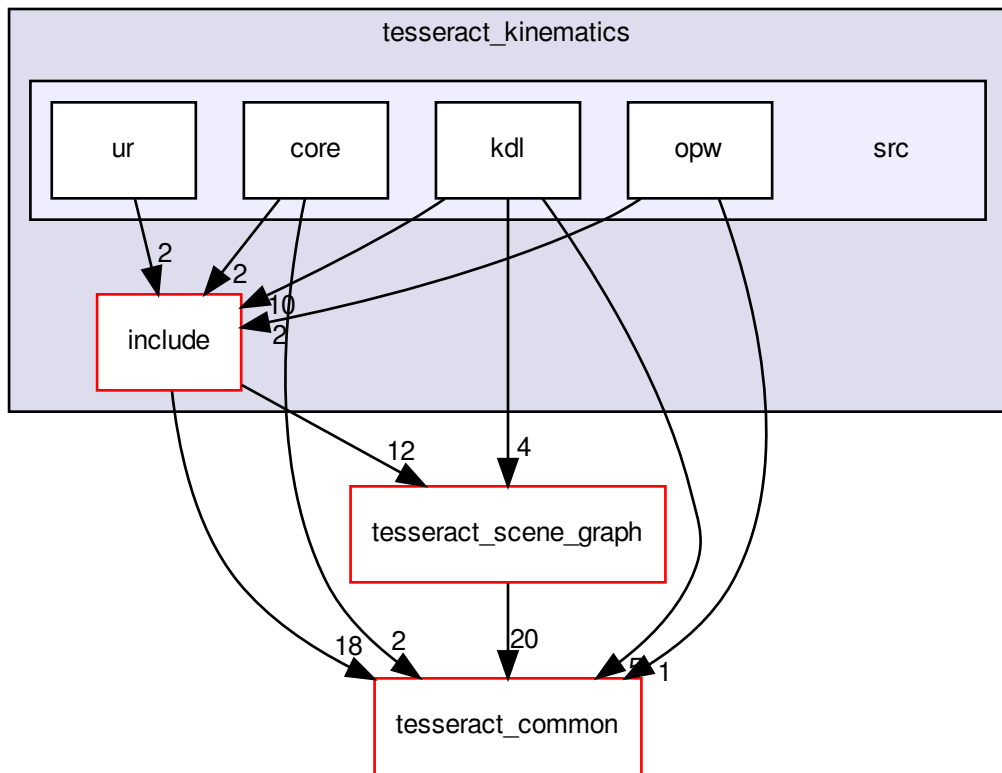 tesseract_kinematics
ur
core
kdl
opw
src
2
2
10
2
include
12
4
tesseract_scene_graph
18
2
20
5
1
tesseract_common